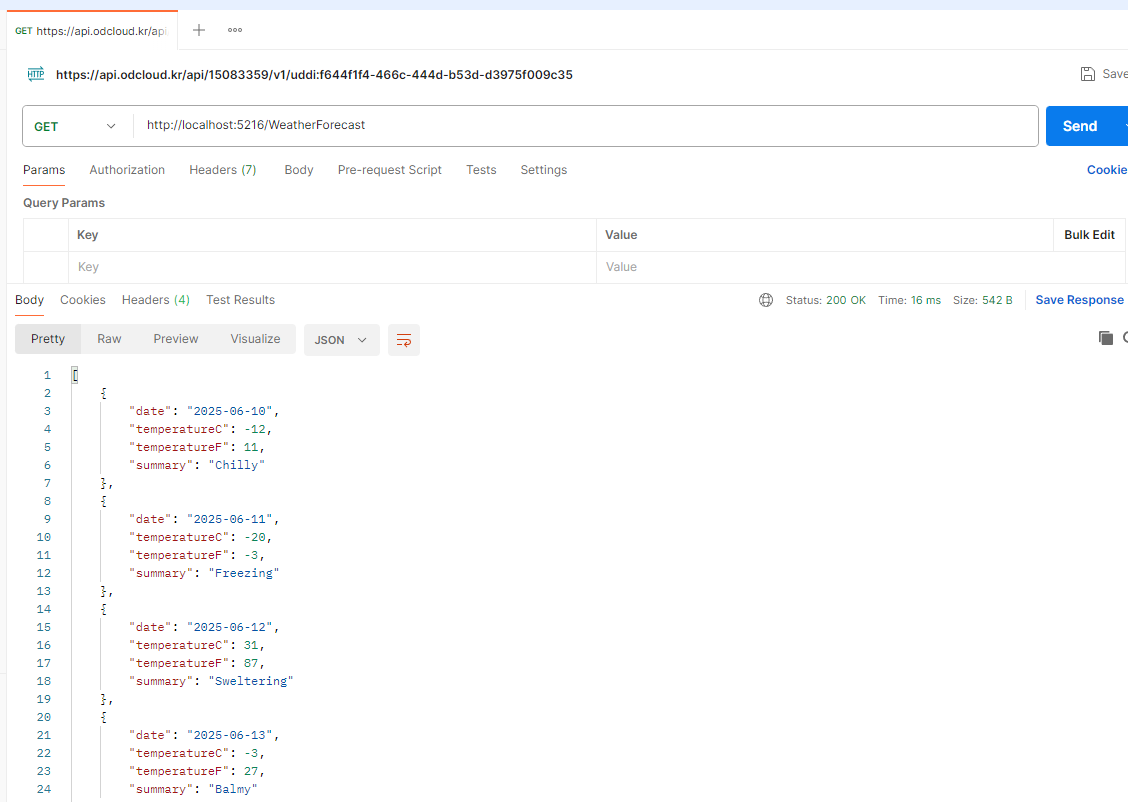 GET https://api.odcloud.kr/api
https://api.odcloud.kr/api/15083359/v1/uddi:f644f1f4-466c-444d-b53d-d3975f009c35
Save
GET http://localhost:5216/WeatherForecast Send
Params Authorization Headers (7) Body Pre-request Script Tests Settings Cookie
Query Params
Key Value Bulk Edit
Key Value
Body Cookies Headers (4) Test Results Status: 200 OK Time: 16 ms Size: 542 B Save Response
Pretty Raw Preview Visualize JSON
1 [
2 {
3 "date": "2025-06-10",
4 "temperatureC": -12,
5 "temperatureF": 11,
6 "summary": "Chilly"
7 },
8 {
9 "date": "2025-06-11",
10 "temperatureC": -20,
11 "temperatureF": -3,
12 "summary": "Freezing"
13 },
14 {
15 "date": "2025-06-12",
16 "temperatureC": 31,
17 "temperatureF": 87,
18 "summary": "Sweltering"
19 },
20 {
21 "date": "2025-06-13",
22 "temperatureC": -3,
23 "temperatureF": 27,
24 "summary": "Balmy"